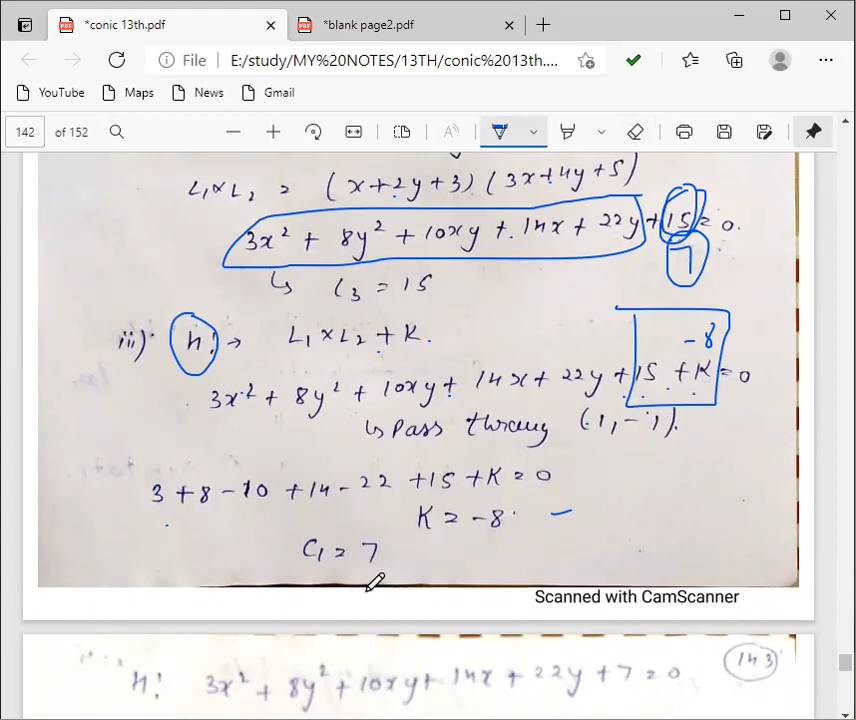 *conic 13th.pdf
*blank page2.pdf
File E:/study/MY%20NOTES/13TH/conic%2013th....
YouTube Maps News Gmail
142 of 152
L₁×L₂ = (x+2y+3)(3x+4y+5)
3x² + 8y² + 10xy + 14x + 22y + 15 = 0.
7
↳ C₃ = 15
iii) H! → L₁×L₂ + K.
-8
3x² + 8y² + 10xy + 14x + 22y + 15 + K = 0
↳ Pass throug (1,-1).
3 + 8 - 10 + 14 - 22 + 15 + K = 0
K = -8
C₁ = 7
Scanned with CamScanner
143
H! 3x² + 8y² + 10xy + 14x + 22y + 7 = 0